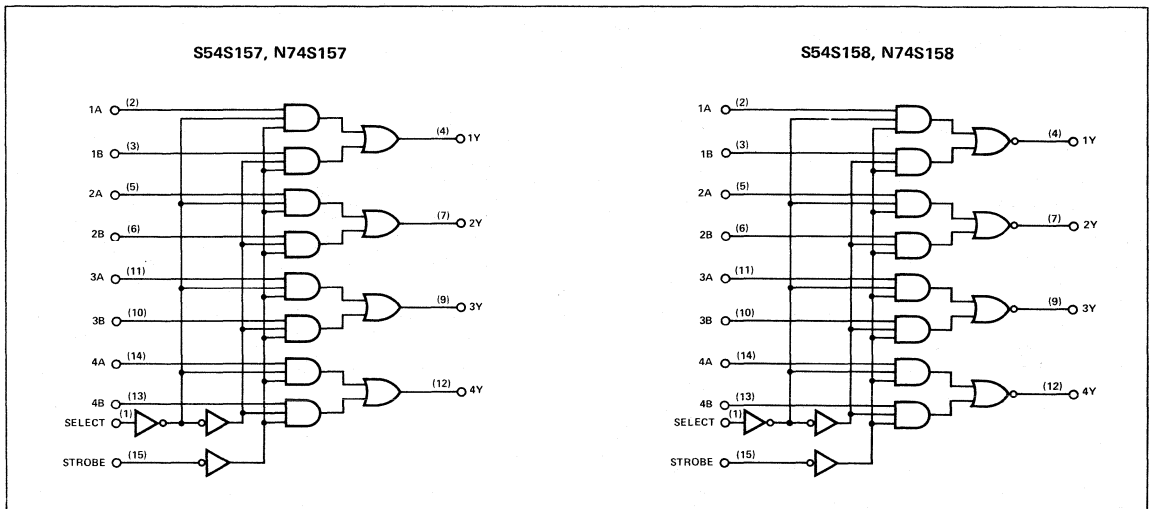 S54S157, N74S157
1A (2)
(4) 1Y
1B (3)
2A (5)
(7) 2Y
2B (6)
3A (11)
(9) 3Y
3B (10)
4A (14)
(12) 4Y
4B (13)
SELECT (1)
STROBE (15)
S54S158, N74S158
1A (2)
(4) 1Y
1B (3)
2A (5)
(7) 2Y
2B (6)
3A (11)
(9) 3Y
3B (10)
4A (14)
(12) 4Y
4B (13)
SELECT (1)
STROBE (15)